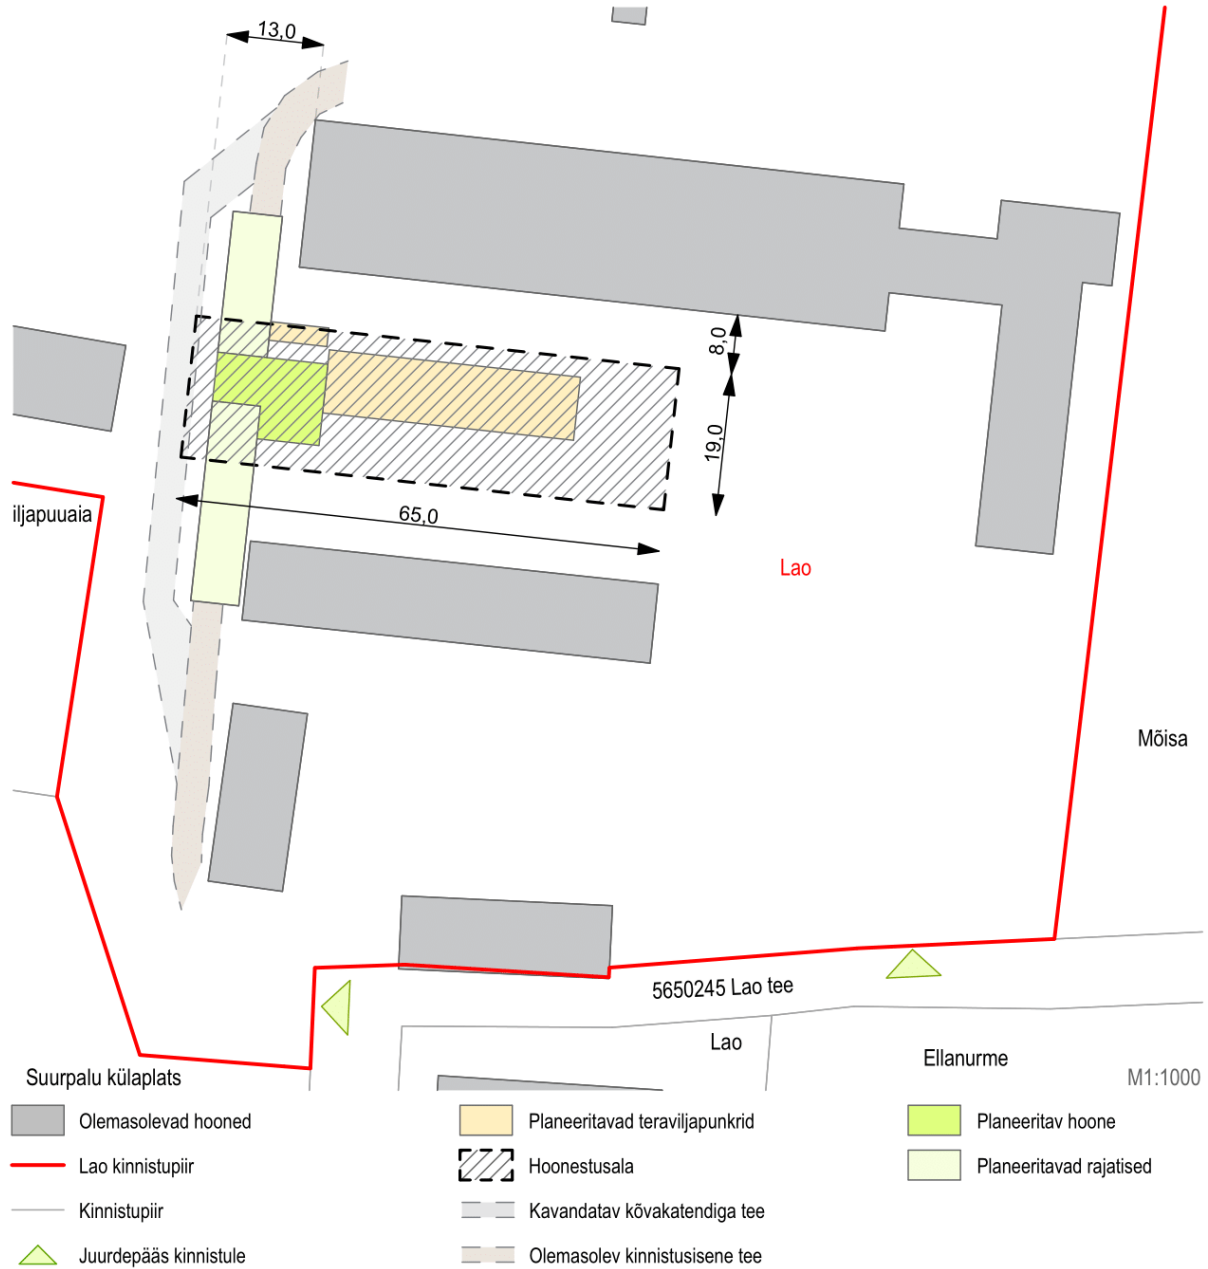 13,0
8,0
19,0
iljapuuaia
65,0
Lao
Mõisa
5650245 Lao tee
Lao
Ellanurme
Suurpalu külaplats
M1:1000
Olemasolevad hooned
Planeeritavad teraviljapunkrid
Planeeritav hoone
Lao kinnistupiir
Hoonestusala
Planeeritavad rajatised
Kinnistupiir
Kavandatav kõvakatendiga tee
Juurdepääs kinnistule
Olemasolev kinnistusisene tee